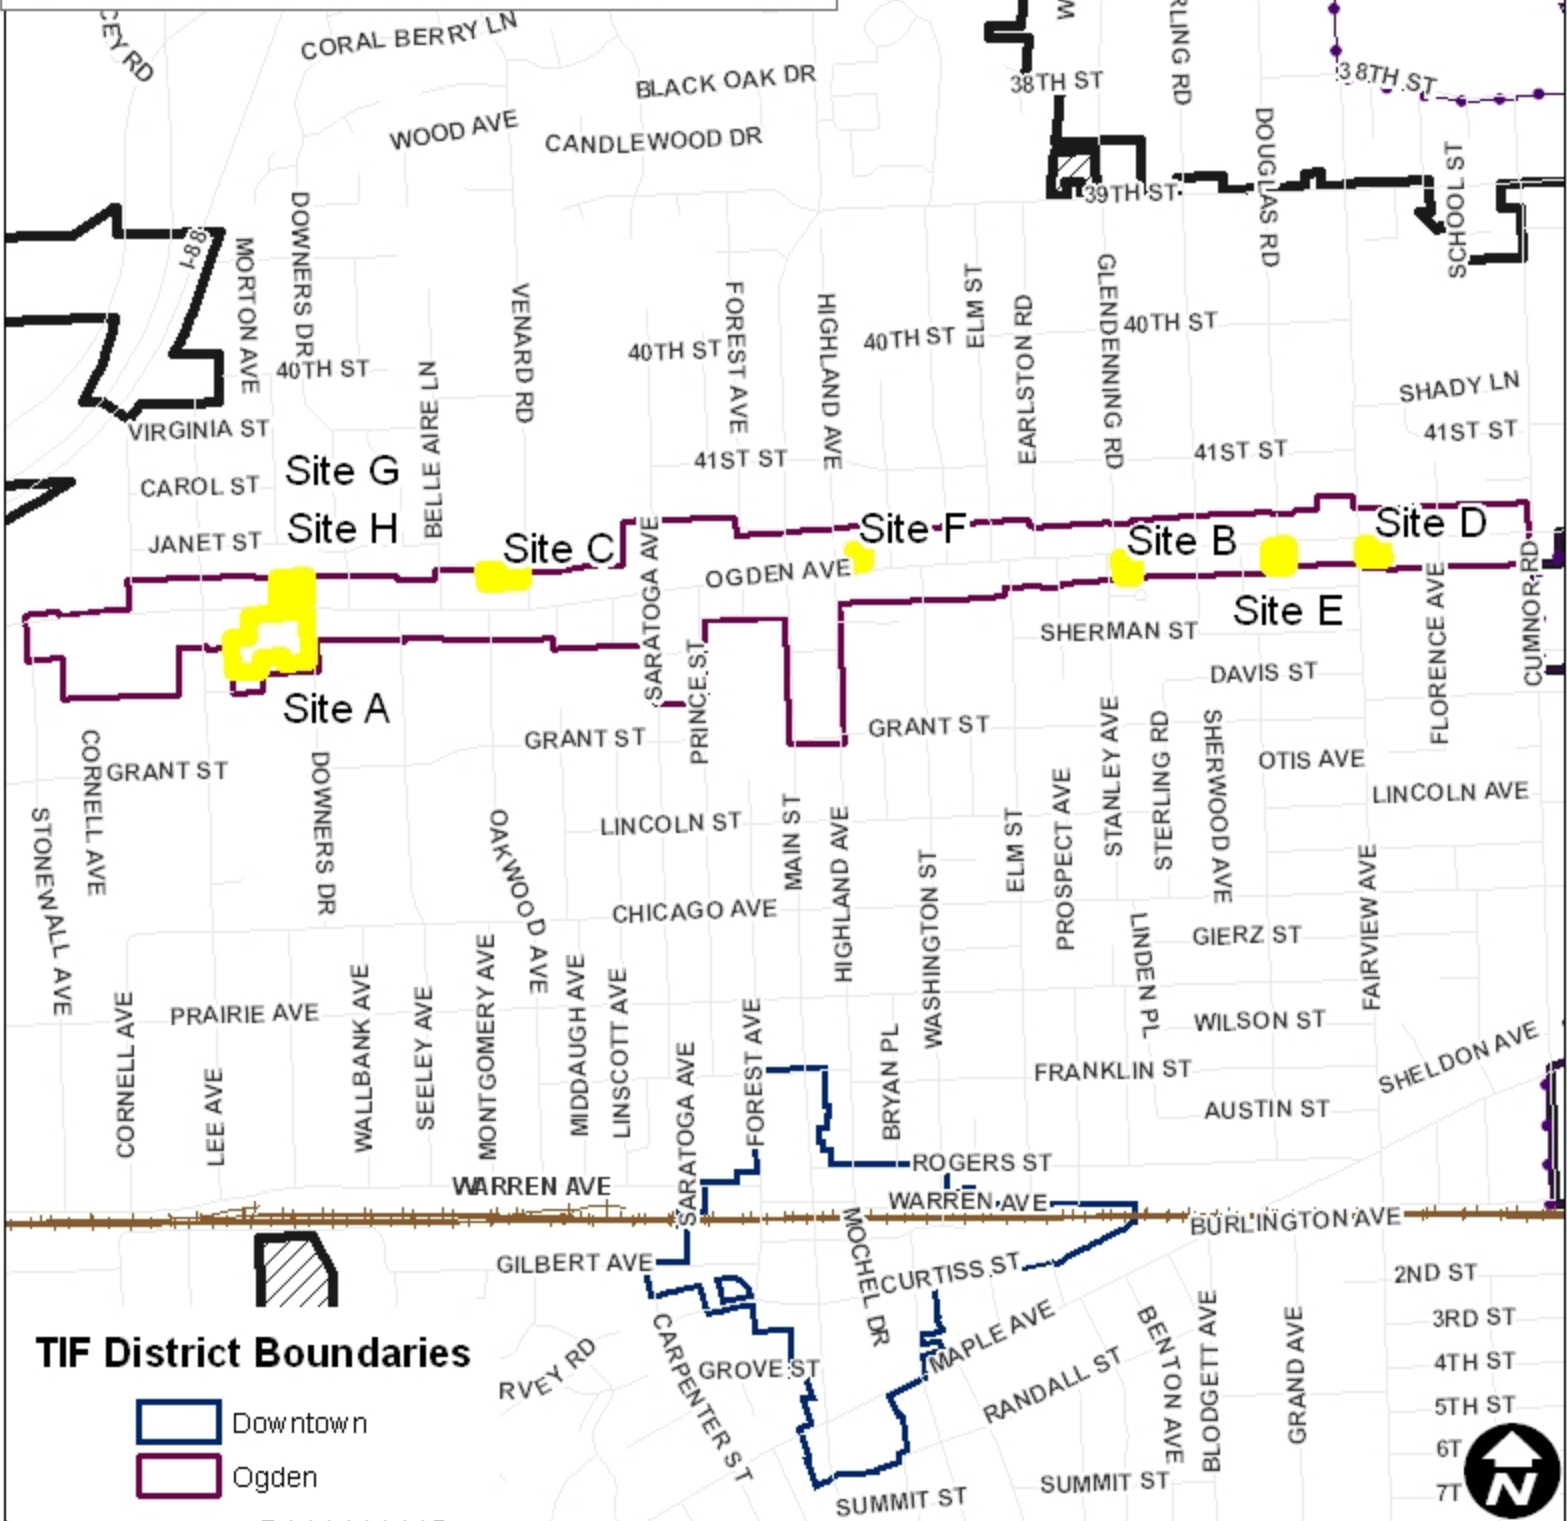 CEY RD
CORAL BERRY LN
BLACK OAK DR
WOOD AVE
CANDLEWOOD DR
38TH ST
RLING RD
38TH ST
DOUGLAS RD
SCHOOL ST
39TH ST
I-88
MORTON AVE
DOWNERS DR
VENARD RD
FOREST AVE
HIGHLAND AVE
ELM ST
EARLSTON RD
GLENDENNING RD
40TH ST
40TH ST
40TH ST
40TH ST
BELLE AIRE LN
SHADY LN
VIRGINIA ST
41ST ST
41ST ST
41ST ST
CAROL ST
Site G
JANET ST
Site H
Site C
SARATOGA AVE
OGDEN AVE
Site F
Site B
Site D
Site E
CUMNOR RD
FLORENCE AVE
SHERMAN ST
DAVIS ST
Site A
PRINCE ST
GRANT ST
GRANT ST
GRANT ST
OTIS AVE
LINCOLN AVE
CORNELL AVE
STONEWALL AVE
DOWNERS DR
OAKWOOD AVE
LINCOLN ST
MAIN ST
HIGHLAND AVE
WASHINGTON ST
ELM ST
PROSPECT AVE
STANLEY AVE
STERLING RD
SHERWOOD AVE
FAIRVIEW AVE
CHICAGO AVE
LINDEN PL
GIERZ ST
PRAIRIE AVE
WILSON ST
CORNELL AVE
LEE AVE
WALLBANK AVE
SEELEY AVE
MONTGOMERY AVE
MIDDAUGH AVE
LINSCOTT AVE
SARATOGA AVE
FOREST AVE
BRYAN PL
FRANKLIN ST
SHELDON AVE
AUSTIN ST
ROGERS ST
WARREN AVE
WARREN AVE
BURLINGTON AVE
GILBERT AVE
MOCHEL DR
CURTISS ST
2ND ST
CARPENTER ST
GROVE ST
MAPLE AVE
RANDALL ST
BENTON AVE
BLODGETT AVE
GRAND AVE
3RD ST
4TH ST
5TH ST
6T
7T
RVEY RD
SUMMIT ST
SUMMIT ST
TIF District Boundaries
Downtown
Ogden
N